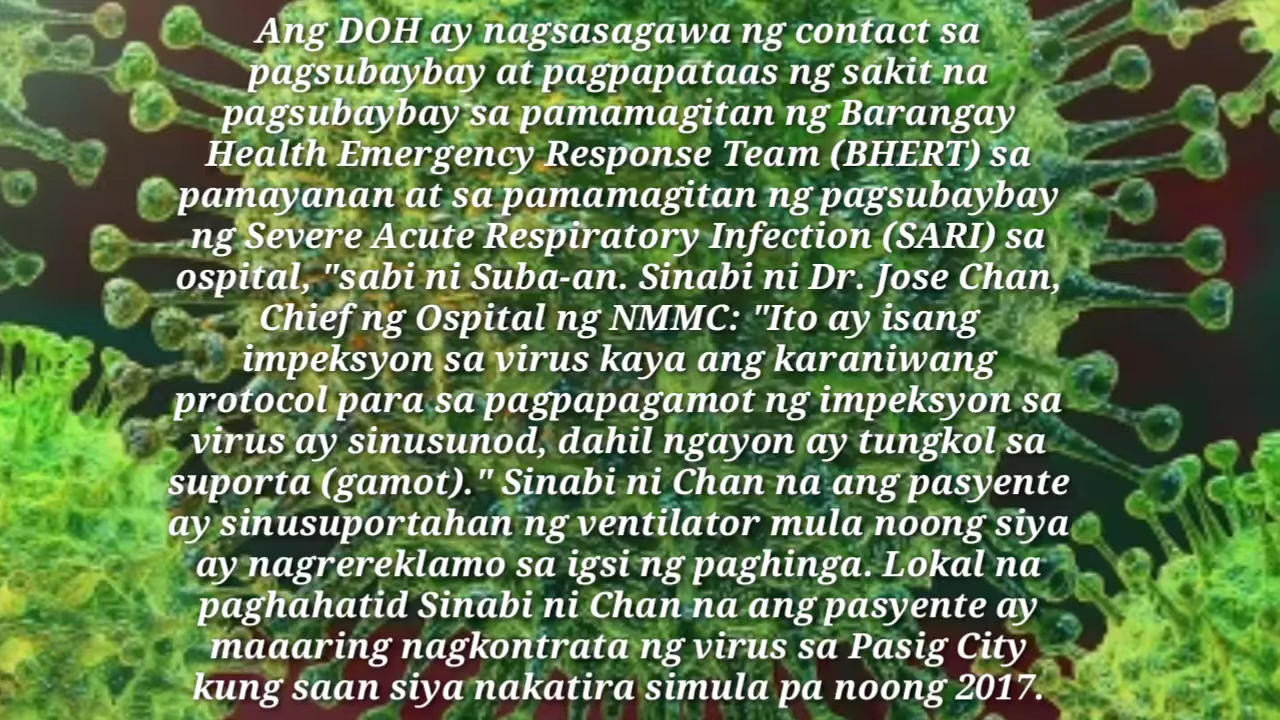 Ang DOH ay nagsasagawa ng contact sa
pagsubaybay at pagpapataas ng sakit na
pagsubaybay sa pamamagitan ng Barangay
Health Emergency Response Team (BHERT) sa
pamayanan at sa pamamagitan ng pagsubaybay
ng Severe Acute Respiratory Infection (SARI) sa
ospital, "sabi ni Suba-an. Sinabi ni Dr. Jose Chan,
Chief ng Ospital ng NMMC: "Ito ay isang
impeksyon sa virus kaya ang karaniwang
protocol para sa pagpapagamot ng impeksyon sa
virus ay sinusunod, dahil ngayon ay tungkol sa
suporta (gamot)." Sinabi ni Chan na ang pasyente
ay sinusuportahan ng ventilator mula noong siya
ay nagrereklamo sa igsi ng paghinga. Lokal na
paghahatid Sinabi ni Chan na ang pasyente ay
maaaring nagkontrata ng virus sa Pasig City
kung saan siya nakatira simula pa noong 2017.